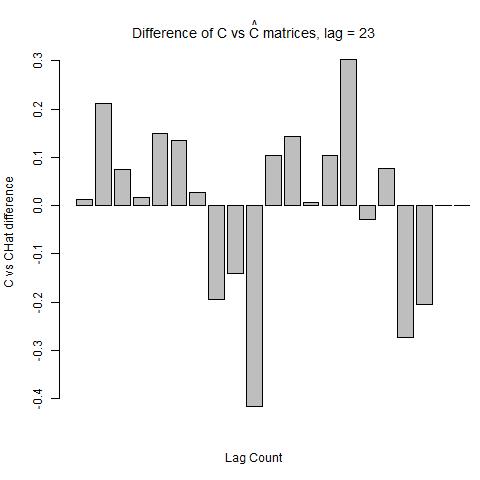 Difference of C vs Ĉ matrices, lag = 23
0.3
0.2
0.1
0.0
-0.1
-0.2
-0.3
-0.4
C vs CHat difference
Lag Count